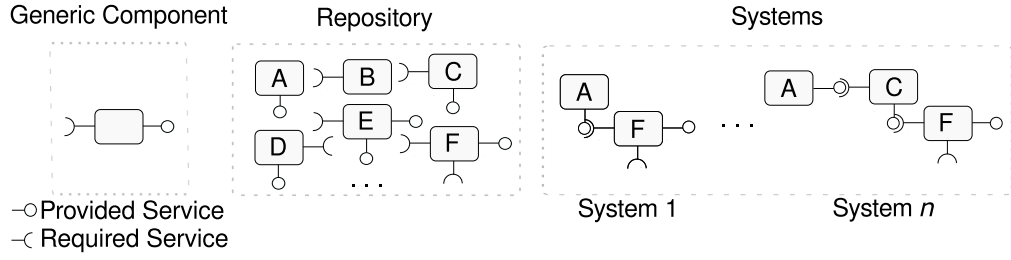 Generic Component
Repository
Systems
A
B
C
D
E
F
. . .
A
F
. . .
A
C
F
System 1
System n
Provided Service
Required Service